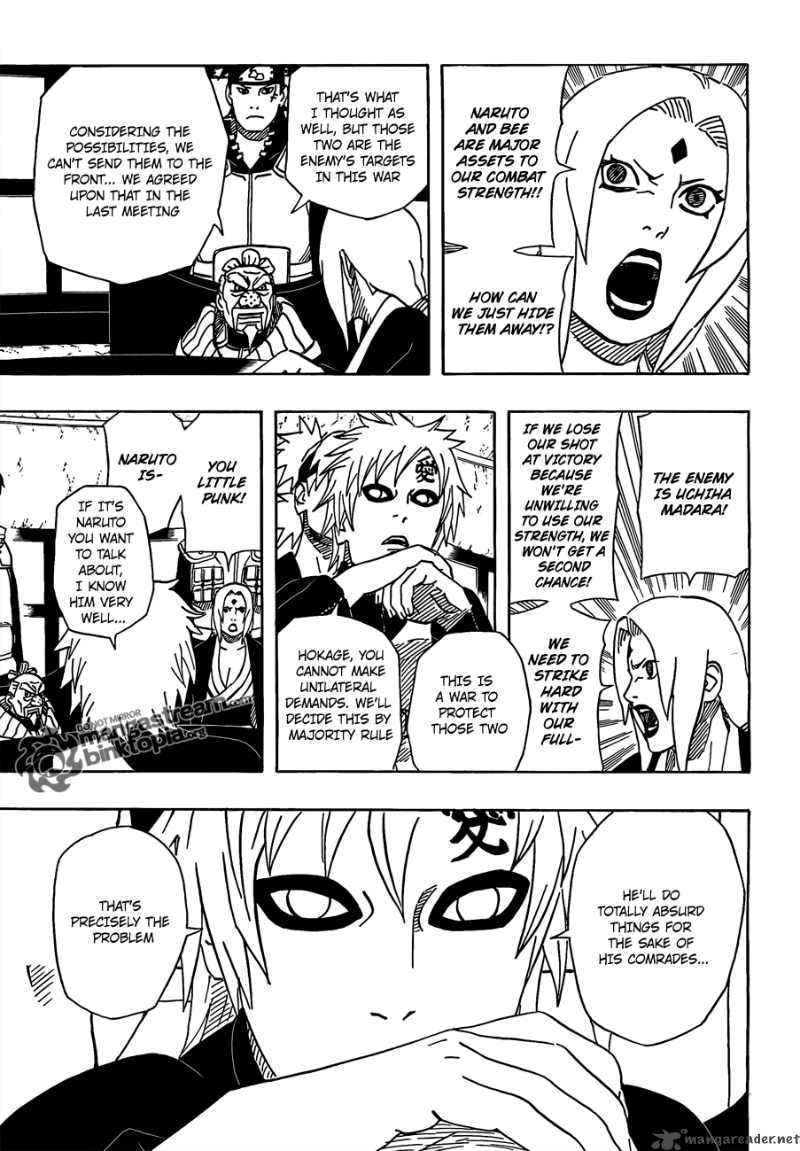 NARUTO
AND BEE
ARE MAJOR
ASSETS TO
OUR COMBAT
STRENGTH!!
HOW CAN
WE JUST HIDE
THEM AWAY!?
THAT'S WHAT
I THOUGHT AS
WELL, BUT THOSE
TWO ARE THE
ENEMY'S TARGETS
IN THIS WAR
CONSIDERING THE
POSSIBILITIES, WE
CAN'T SEND THEM TO THE
FRONT... WE AGREED
UPON THAT IN THE
LAST MEETING
THE ENEMY
IS UCHIHA
MADARA!
IF WE LOSE
OUR SHOT
AT VICTORY
BECAUSE
WE'RE
UNWILLING
TO USE OUR
STRENGTH, WE
WON'T GET A
SECOND
CHANCE!
WE
NEED TO
STRIKE
HARD
WITH
OUR
FULL-
愛
THIS IS
A WAR TO
PROTECT
THOSE TWO
HOKAGE, YOU
CANNOT MAKE
UNILATERAL
DEMANDS. WE'LL
DECIDE THIS BY
MAJORITY RULE
YOU
LITTLE
PUNK!
NARUTO
IS-
IF IT'S
NARUTO
YOU WANT
TO TALK
ABOUT,
I KNOW
HIM VERY
WELL...
DO NOT MIRROR
mangastream.com
binktopia.org
愛
HE'LL DO
TOTALLY ABSURD
THINGS FOR
THE SAKE OF
HIS COMRADES...
THAT'S
PRECISELY THE
PROBLEM
mangareader.net